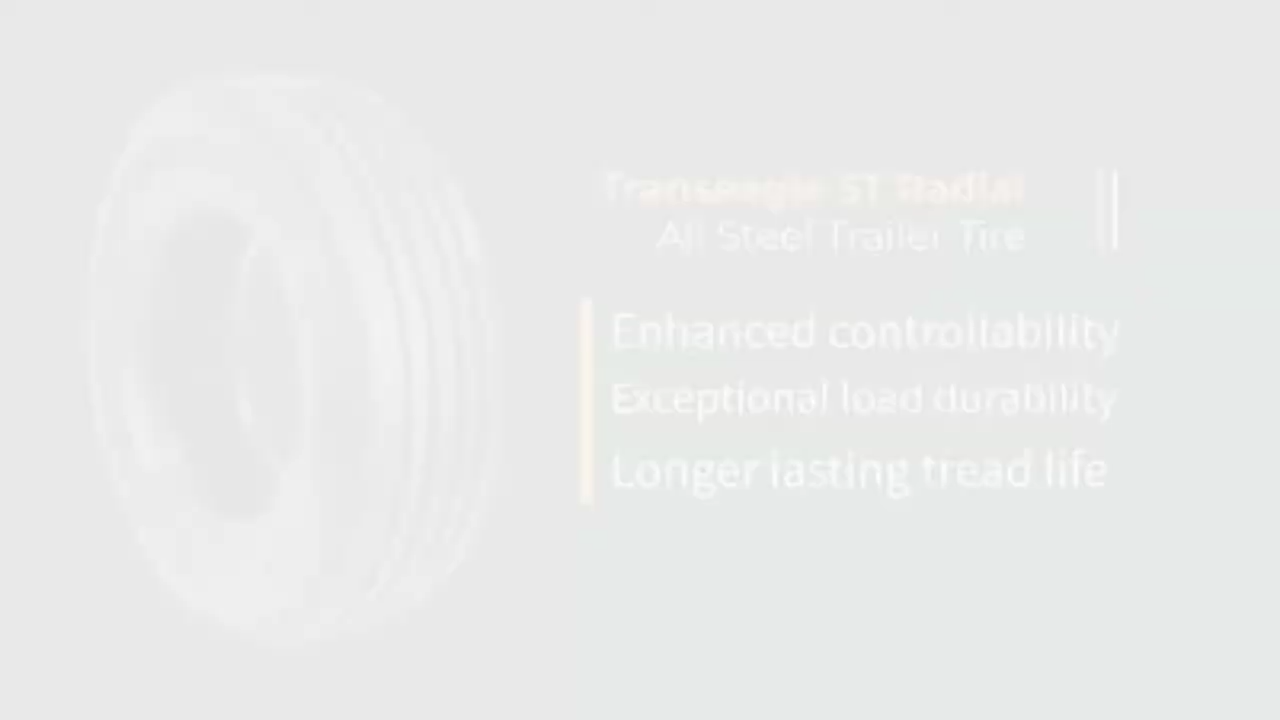 Transeagle ST Radial
All Steel Trailer Tire
Enhanced controllability
Exceptional load durability
Longer lasting tread life